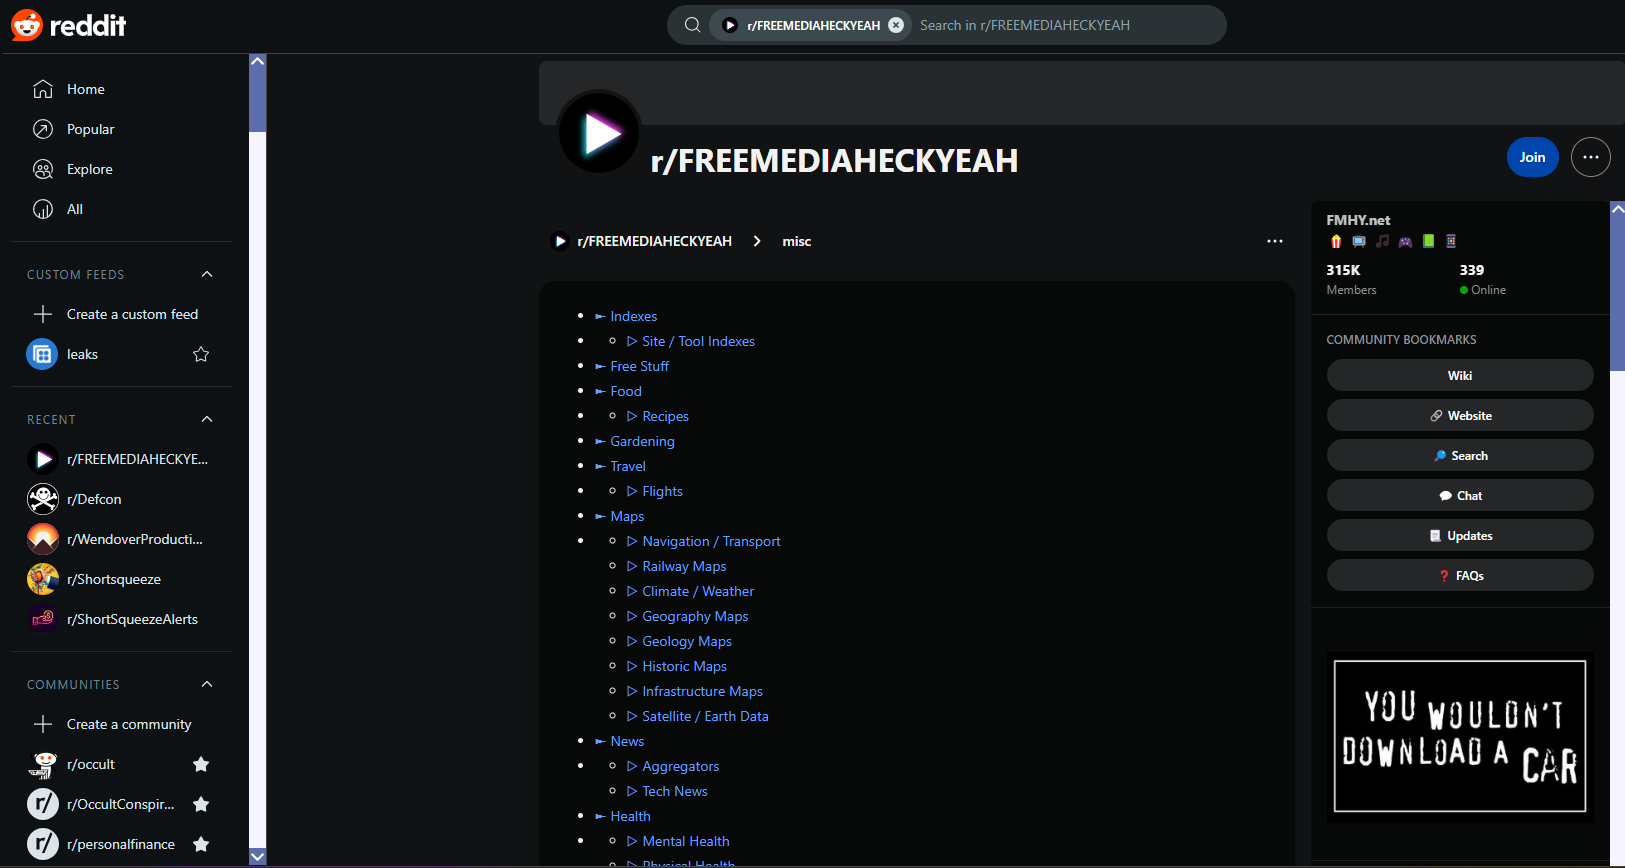 reddit
r/FREEMEDIAHECKYEAH
Search in r/FREEMEDIAHECKYEAH
Home
Popular
Explore
All
CUSTOM FEEDS
Create a custom feed
leaks
RECENT
r/FREEMEDIAHECKYE...
r/Defcon
r/WendoverProducti...
r/Shortsqueeze
r/ShortSqueezeAlerts
COMMUNITIES
Create a community
r/occult
r/OccultConspir...
r/personalfinance
r/FREEMEDIAHECKYEAH
Join
r/FREEMEDIAHECKYEAH > misc
► Indexes
▷ Site / Tool Indexes
► Free Stuff
► Food
▷ Recipes
► Gardening
► Travel
▷ Flights
► Maps
▷ Navigation / Transport
▷ Railway Maps
▷ Climate / Weather
▷ Geography Maps
▷ Geology Maps
▷ Historic Maps
▷ Infrastructure Maps
▷ Satellite / Earth Data
► News
▷ Aggregators
▷ Tech News
► Health
▷ Mental Health
▷ Physical Health
FMHY.net
315K 339
Members Online
COMMUNITY BOOKMARKS
Wiki
Website
Search
Chat
Updates
FAQs
YOU WOULDN'T
DOWNLOAD A CAR